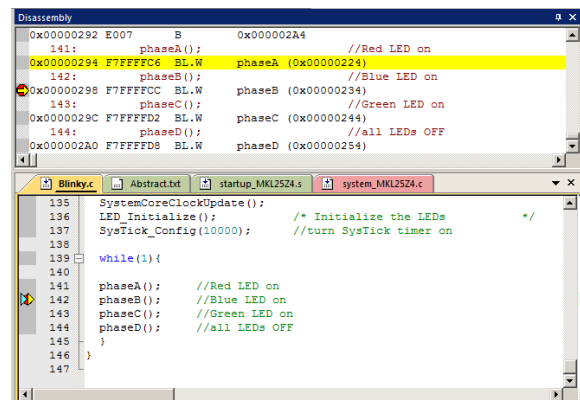 Disassembly
0x00000292 E007 B 0x000002A4
141: phaseA(); //Red LED on
0x00000294 F7FFFFC6 BL.W phaseA (0x00000224)
142: phaseB(); //Blue LED on
0x00000298 F7FFFFCC BL.W phaseB (0x00000234)
143: phaseC(); //Green LED on
0x0000029C F7FFFFD2 BL.W phaseC (0x00000244)
144: phaseD(); //all LEDs OFF
0x000002A0 F7FFFFD8 BL.W phaseD (0x00000254)
Blinky.c Abstract.txt startup_MKL25Z4.s system_MKL25Z4.c
135 SystemCoreClockUpdate();
136 LED_Initialize(); /* Initialize the LEDs */
137 SysTick_Config(10000); //turn SysTick timer on
138
139 while(1){
140
141 phaseA(); //Red LED on
142 phaseB(); //Blue LED on
143 phaseC(); //Green LED on
144 phaseD(); //all LEDs OFF
145 }
146 }
147